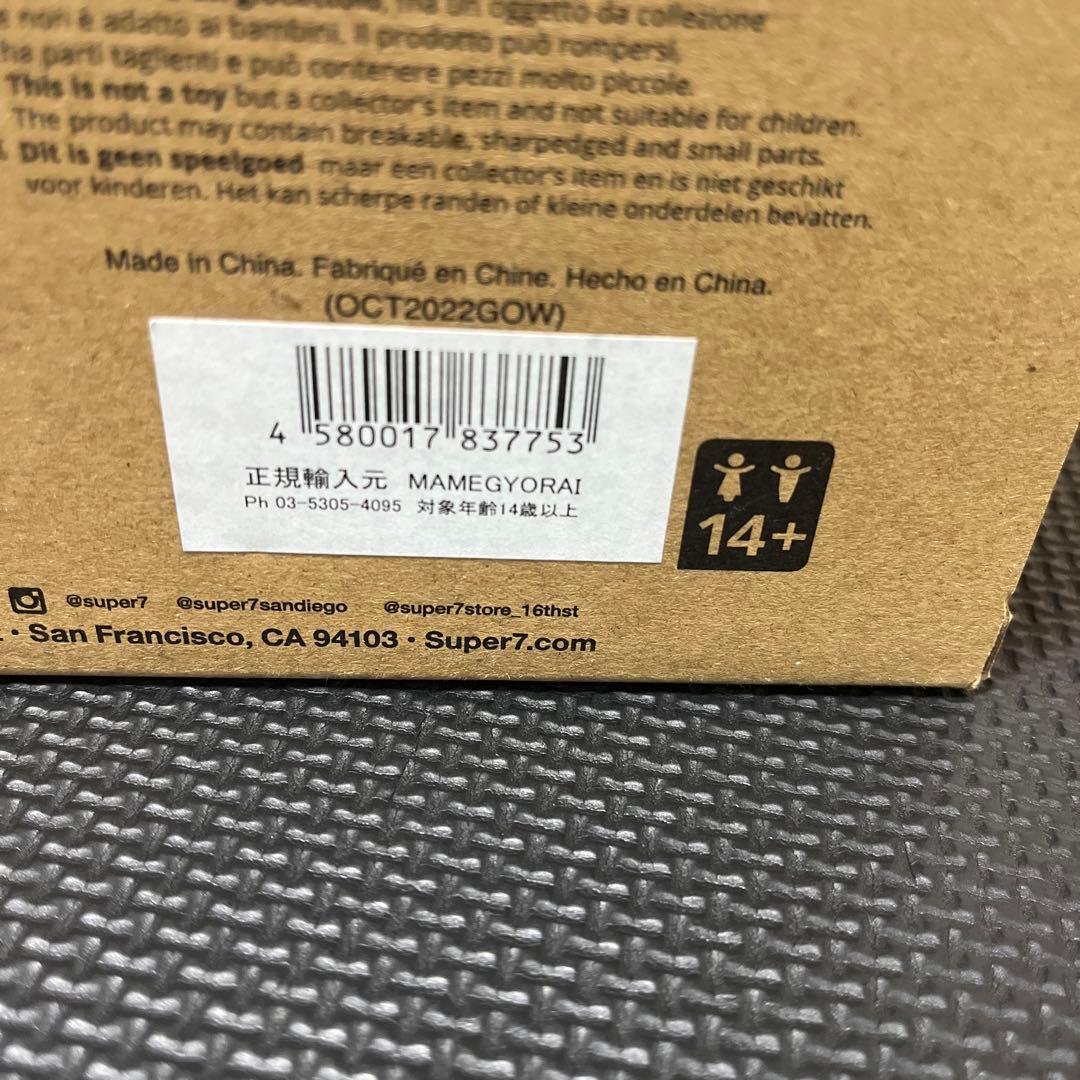 ma un oggetto da collezione
non è adatto ai bambini. Il prodotto può rompersi,
ha parti taglienti e può contenere pezzi molto piccole.
This is not a toy but a collector's item and not suitable for children.
The product may contain breakable, sharpedged and small parts.
Dit is geen speelgoed maar een collector's item en is niet geschikt
voor kinderen. Het kan scherpe randen of kleine onderdelen bevatten.
Made in China. Fabriqué en Chine. Hecho en China.
(OCT2022GOW)
4 580017 837753
正規輸入元 MAMEGYORAI
Ph 03-5305-4095 対象年齢14歳以上
14+
@super7 @super7sandiego @super7store_16thst
· San Francisco, CA 94103 · Super7.com